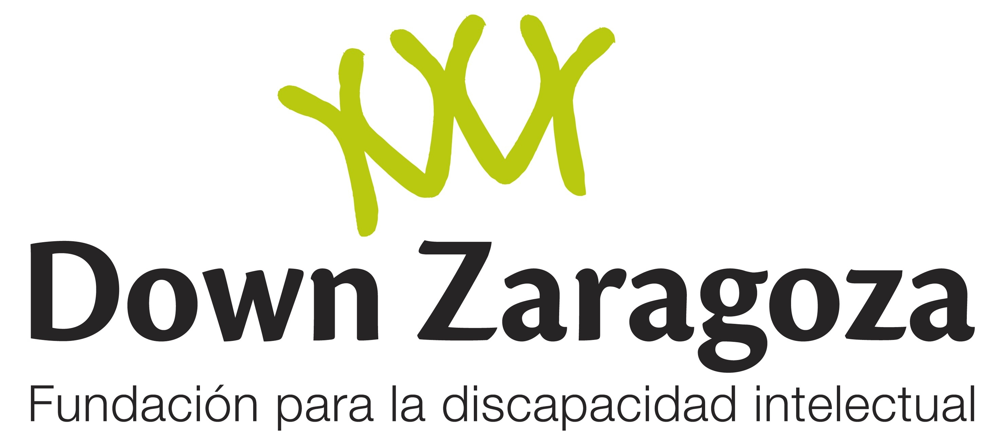 Down Zaragoza
Fundación para la discapacidad intelectual